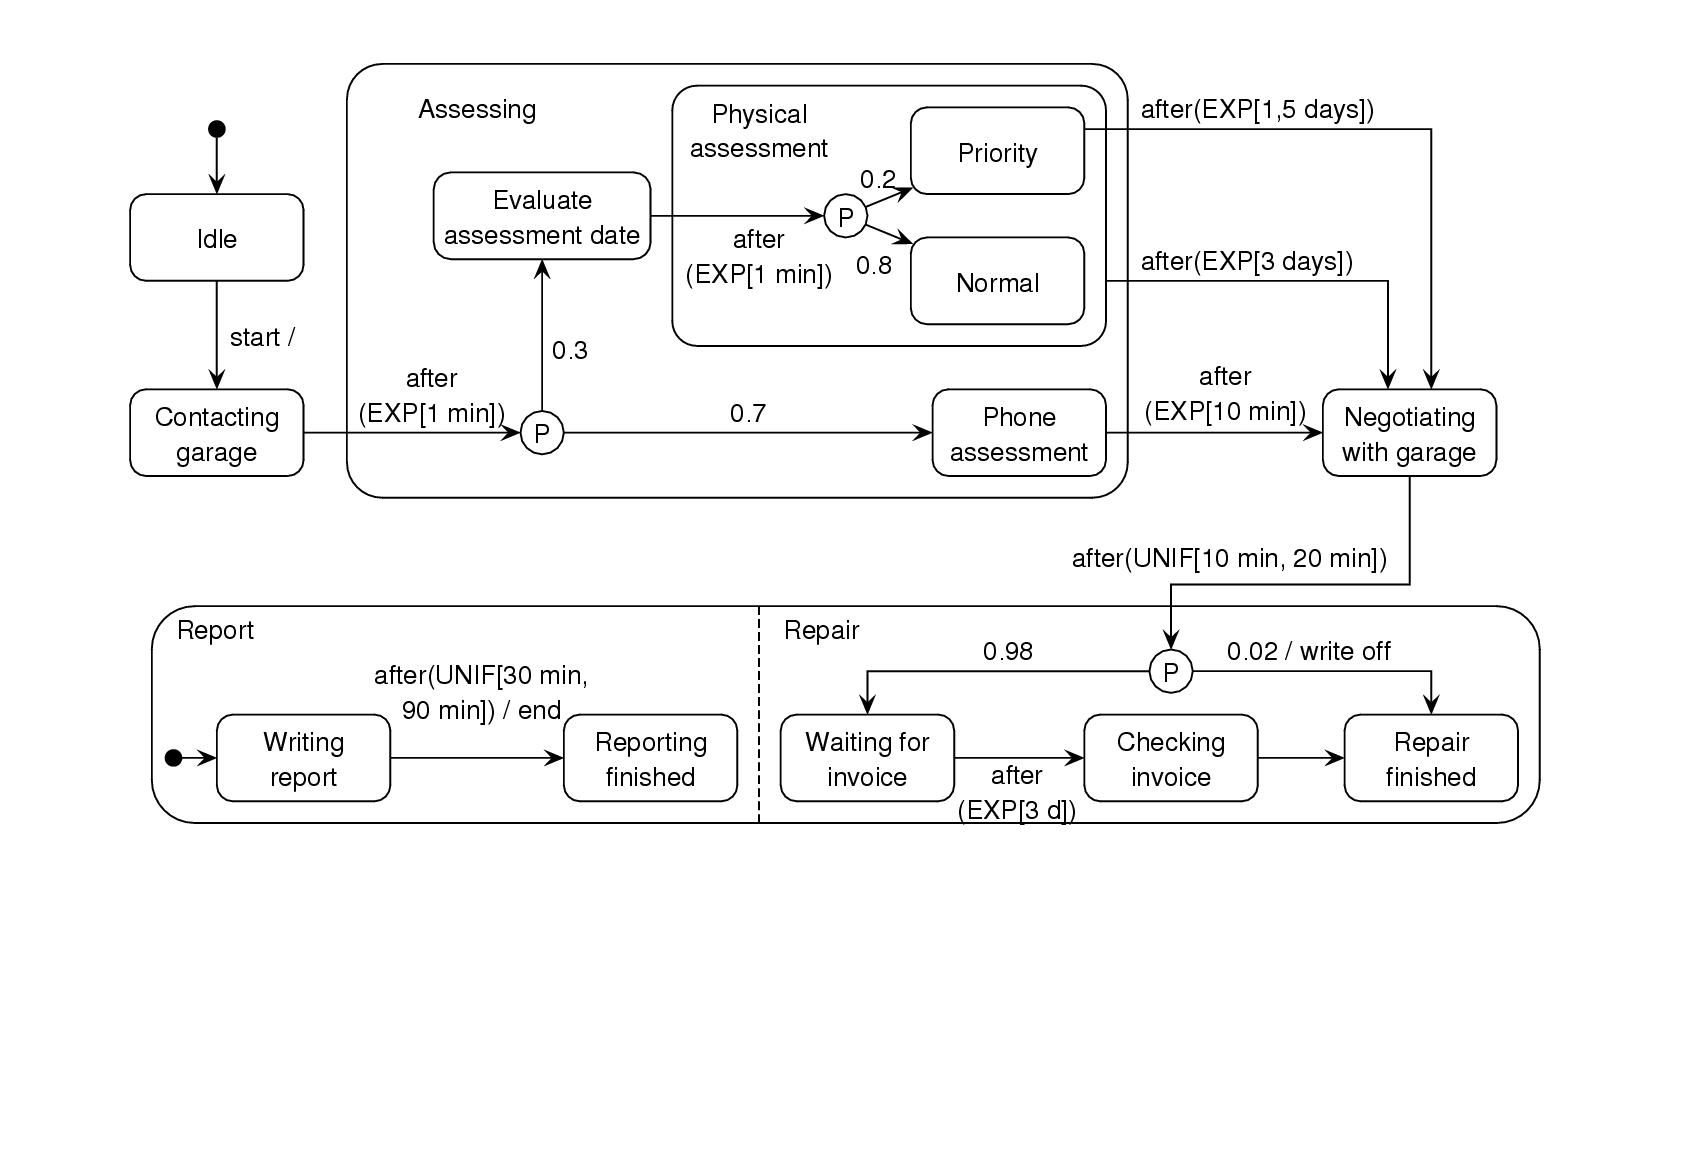 Assessing
Physical
assessment
Priority
after(EXP[1,5 days])
0.2
P
Evaluate
assessment date
after
(EXP[1 min])
0.8
Normal
after(EXP[3 days])
Idle
start /
0.3
after
(EXP[1 min])
P
0.7
Contacting
garage
Phone
assessment
after
(EXP[10 min])
Negotiating
with garage
after(UNIF[10 min, 20 min])
Report
after(UNIF[30 min,
90 min]) / end
Writing
report
Reporting
finished
Repair
0.98
P
0.02 / write off
Waiting for
invoice
after
(EXP[3 d])
Checking
invoice
Repair
finished